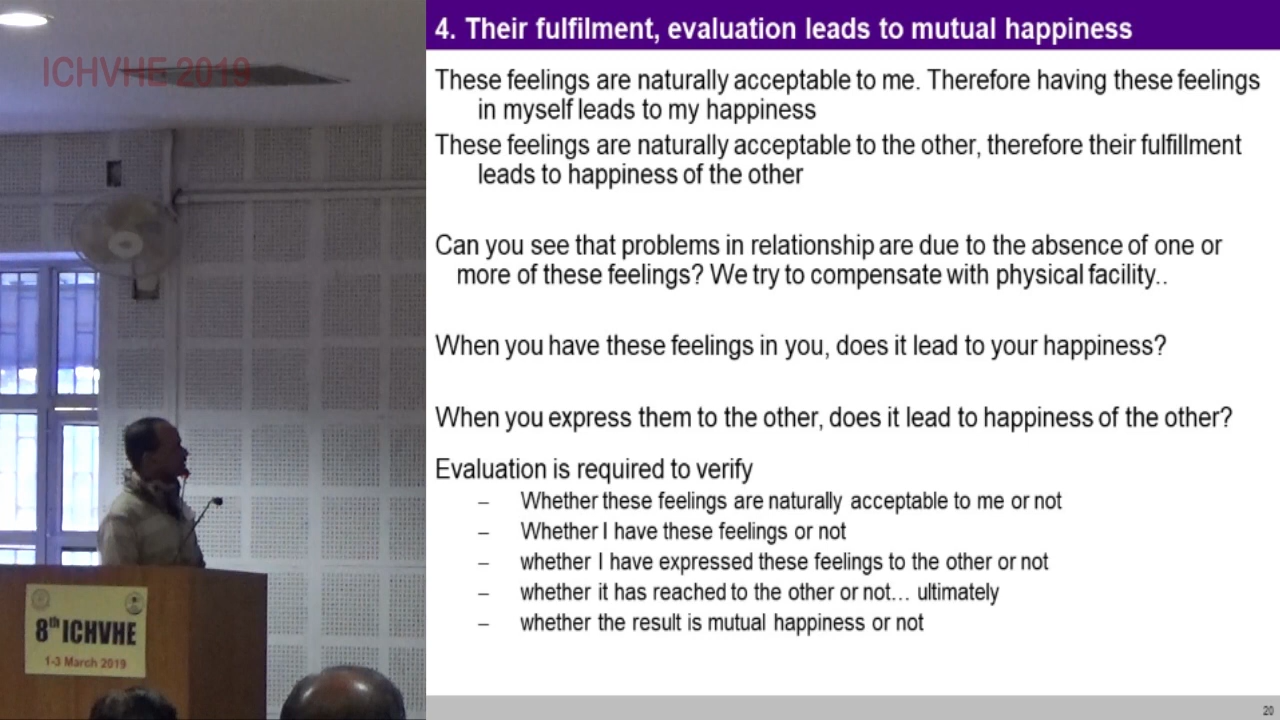 ICHVHE 2019
8th ICHVHE
1-3 March 2019
4. Their fulfilment, evaluation leads to mutual happiness
These feelings are naturally acceptable to me. Therefore having these feelings
in myself leads to my happiness
These feelings are naturally acceptable to the other, therefore their fulfillment
leads to happiness of the other
Can you see that problems in relationship are due to the absence of one or
more of these feelings? We try to compensate with physical facility..
When you have these feelings in you, does it lead to your happiness?
When you express them to the other, does it lead to happiness of the other?
Evaluation is required to verify
– Whether these feelings are naturally acceptable to me or not
– Whether I have these feelings or not
– whether I have expressed these feelings to the other or not
– whether it has reached to the other or not... ultimately
– whether the result is mutual happiness or not
20